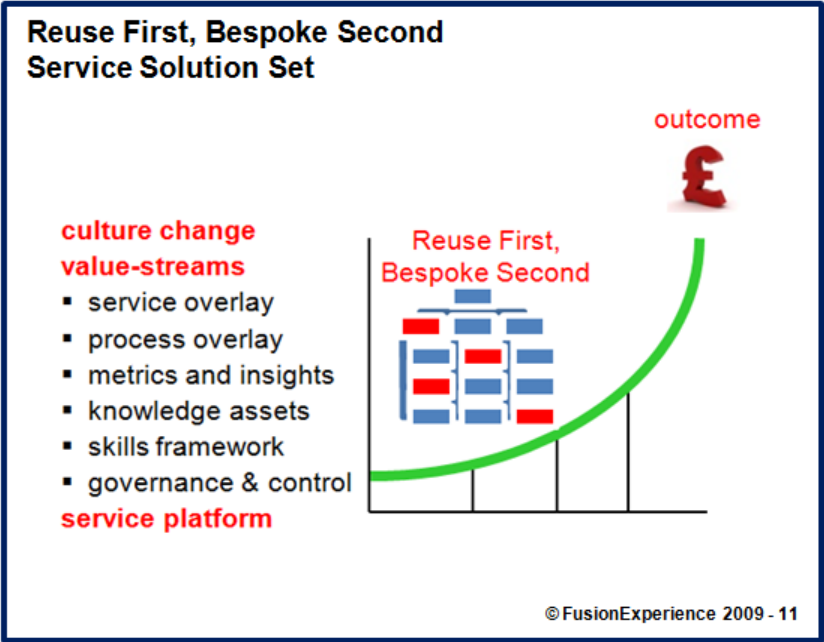 Reuse First, Bespoke Second
Service Solution Set
outcome
£
culture change
value-streams
▪ service overlay
▪ process overlay
▪ metrics and insights
▪ knowledge assets
▪ skills framework
▪ governance & control
service platform
Reuse First,
Bespoke Second
© FusionExperience 2009 - 11